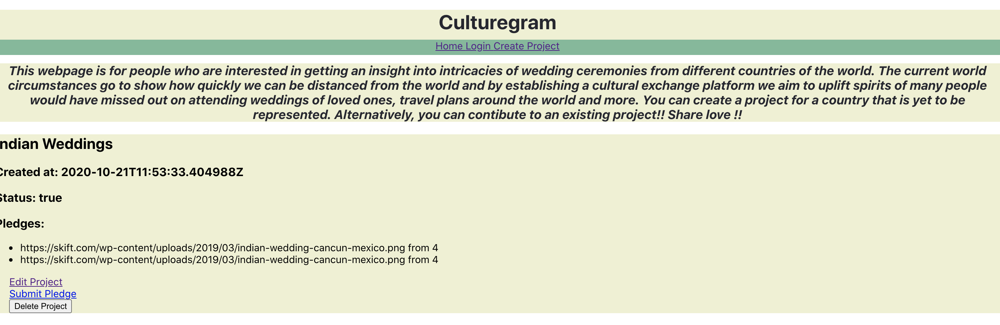 Culturegram
Home Login Create Project
This webpage is for people who are interested in getting an insight into intricacies of wedding ceremonies from different countries of the world. The current world
circumstances go to show how quickly we can be distanced from the world and by establishing a cultural exchange platform we aim to uplift spirits of many people
would have missed out on attending weddings of loved ones, travel plans around the world and more. You can create a project for a country that is yet to be
represented. Alternatively, you can contibute to an existing project!! Share love !!
Indian Weddings
Created at: 2020-10-21T11:53:33.404988Z
Status: true
Pledges:
• https://skift.com/wp-content/uploads/2019/03/indian-wedding-cancun-mexico.png from 4
• https://skift.com/wp-content/uploads/2019/03/indian-wedding-cancun-mexico.png from 4
Edit Project
Submit Pledge
Delete Project